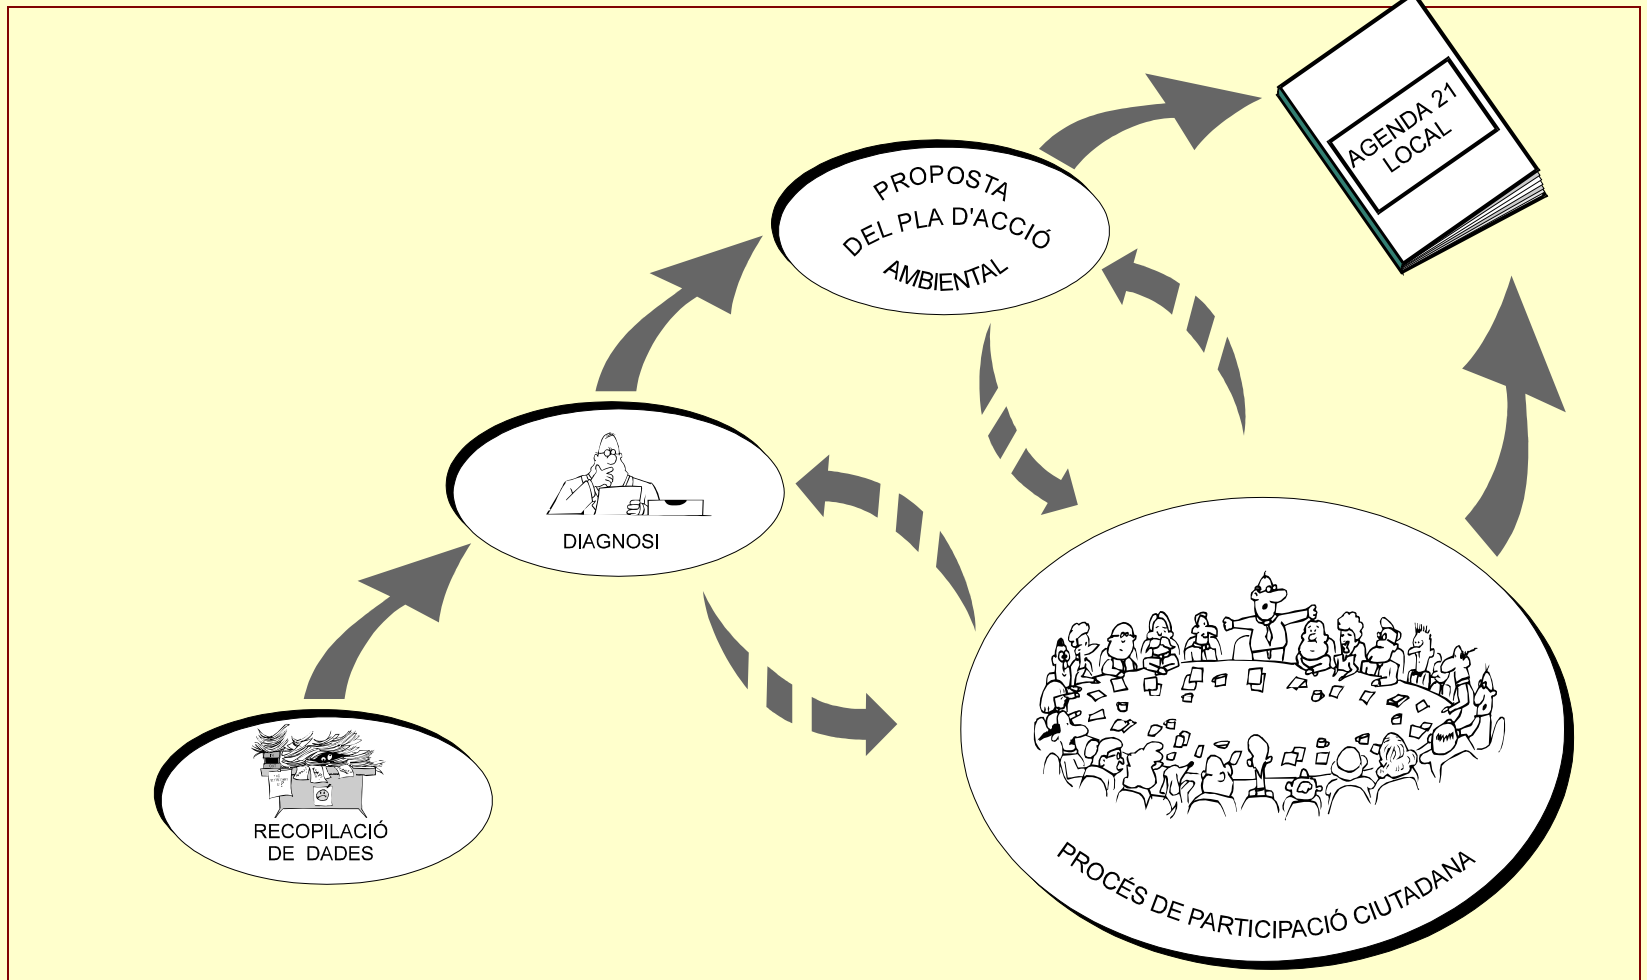 AGENDA 21
LOCAL
PROPOSTA
DEL PLA D'ACCIÓ
AMBIENTAL
DIAGNOSI
RECOPILACIÓ
DE DADES
PROCÉS DE PARTICIPACIÓ CIUTADANA